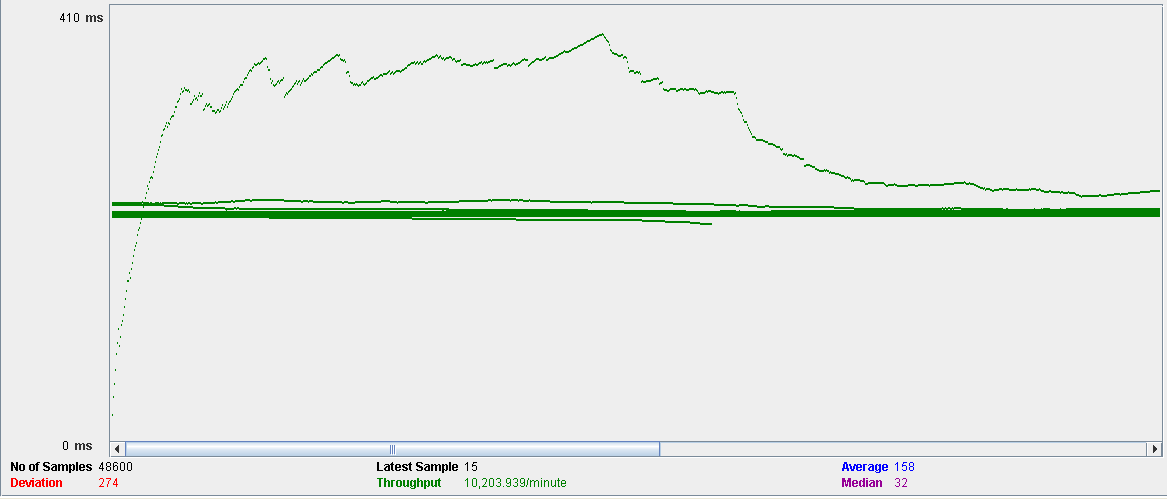 410 ms
0 ms
No of Samples 48600 Latest Sample 15 Average 158
Deviation 274 Throughput 10,203.939/minute Median 32